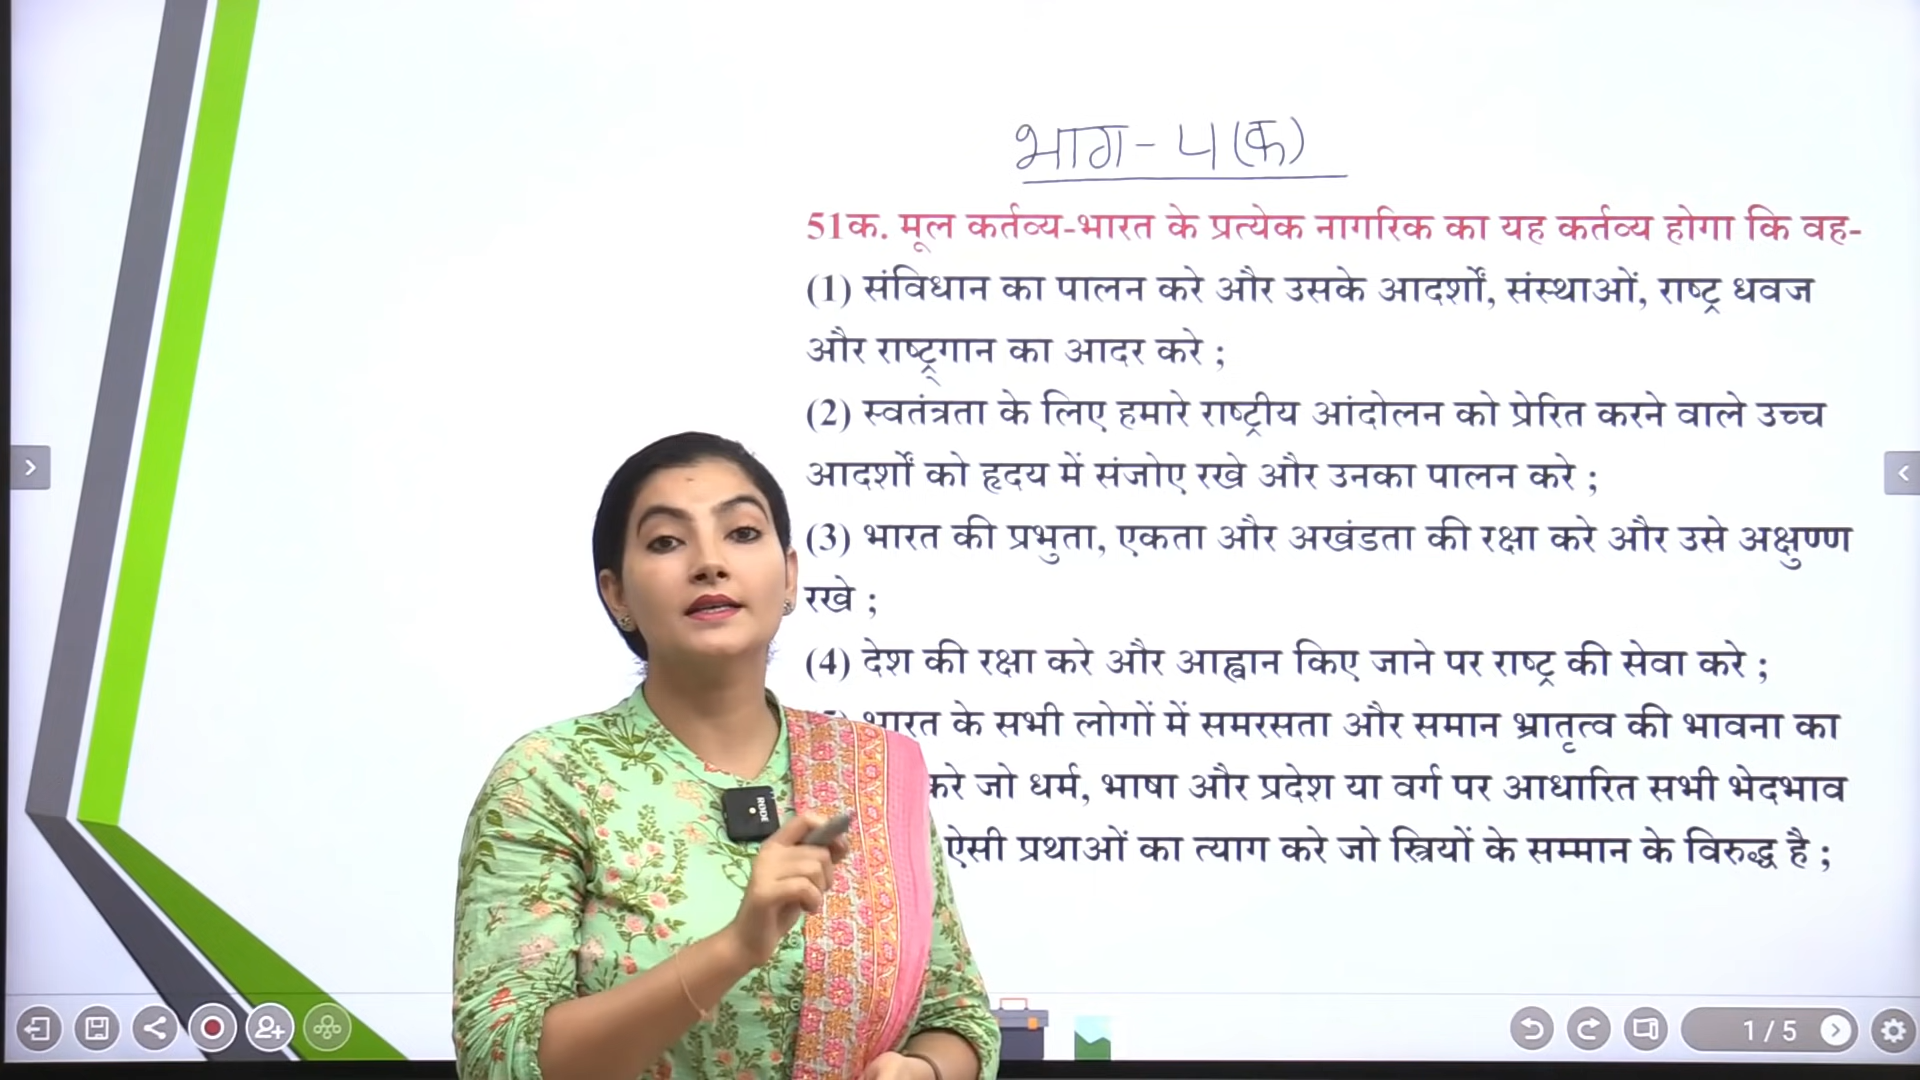 भाग- 4(क)
51क. मूल कर्तव्य-भारत के प्रत्येक नागरिक का यह कर्तव्य होगा कि वह-
(1) संविधान का पालन करे और उसके आदर्शों, संस्थाओं, राष्ट्र धवज
और राष्ट्र्गान का आदर करे ;
(2) स्वतंत्रता के लिए हमारे राष्ट्रीय आंदोलन को प्रेरित करने वाले उच्च
आदर्शों को हृदय में संजोए रखे और उनका पालन करे ;
(3) भारत की प्रभुता, एकता और अखंडता की रक्षा करे और उसे अक्षुण्ण
रखे ;
(4) देश की रक्षा करे और आह्वान किए जाने पर राष्ट्र की सेवा करे ;
भारत के सभी लोगों में समरसता और समान भ्रातृत्व की भावना का
करे जो धर्म, भाषा और प्रदेश या वर्ग पर आधारित सभी भेदभाव
ऐसी प्रथाओं का त्याग करे जो स्त्रियों के सम्मान के विरुद्ध है ;
RODE
1 / 5